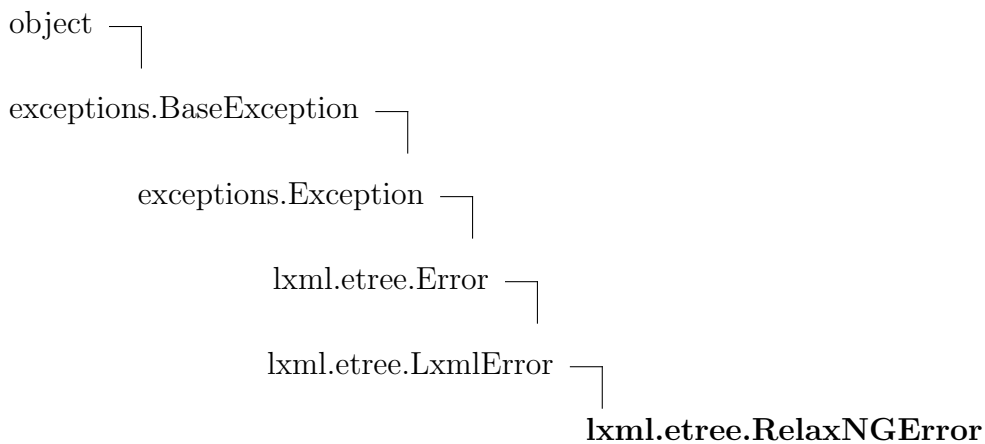 object
exceptions.BaseException
exceptions.Exception
lxml.etree.Error
lxml.etree.LxmlError
lxml.etree.RelaxNGError